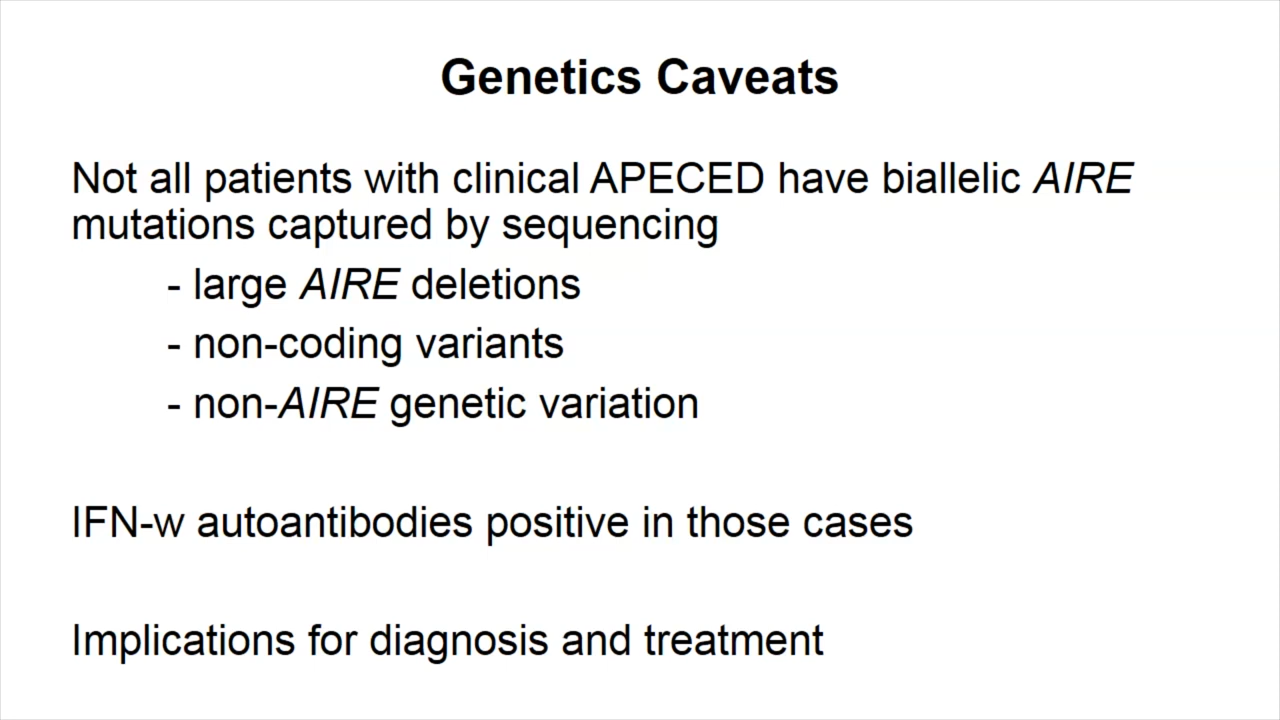 Genetics Caveats
Not all patients with clinical APECED have biallelic AIRE
mutations captured by sequencing
- large AIRE deletions
- non-coding variants
- non-AIRE genetic variation
IFN-w autoantibodies positive in those cases
Implications for diagnosis and treatment